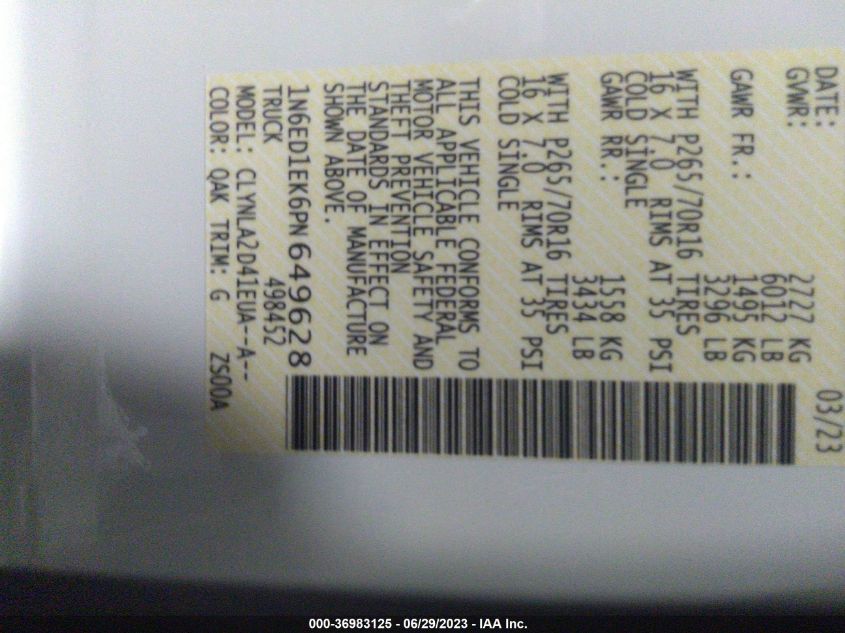 DATE: 03/23
GVWR: 2727 KG
6012 LB
GAWR FR.: 1495 KG
3296 LB
WITH P265/70R16 TIRES
16 X 7.0 RIMS AT 35 PSI
COLD SINGLE
GAWR RR.: 1558 KG
3434 LB
WITH P265/70R16 TIRES
16 X 7.0 RIMS AT 35 PSI
COLD SINGLE
THIS VEHICLE CONFORMS TO
ALL APPLICABLE FEDERAL
MOTOR VEHICLE SAFETY AND
THEFT PREVENTION
STANDARDS IN EFFECT ON
THE DATE OF MANUFACTURE
SHOWN ABOVE.
1N6ED1EK6PN649628
TRUCK 498452
MODEL: CLYNLA2D41EUA--A--
COLOR: QAK TRIM: G ZS00A
000-36983125 - 06/29/2023 - IAA Inc.